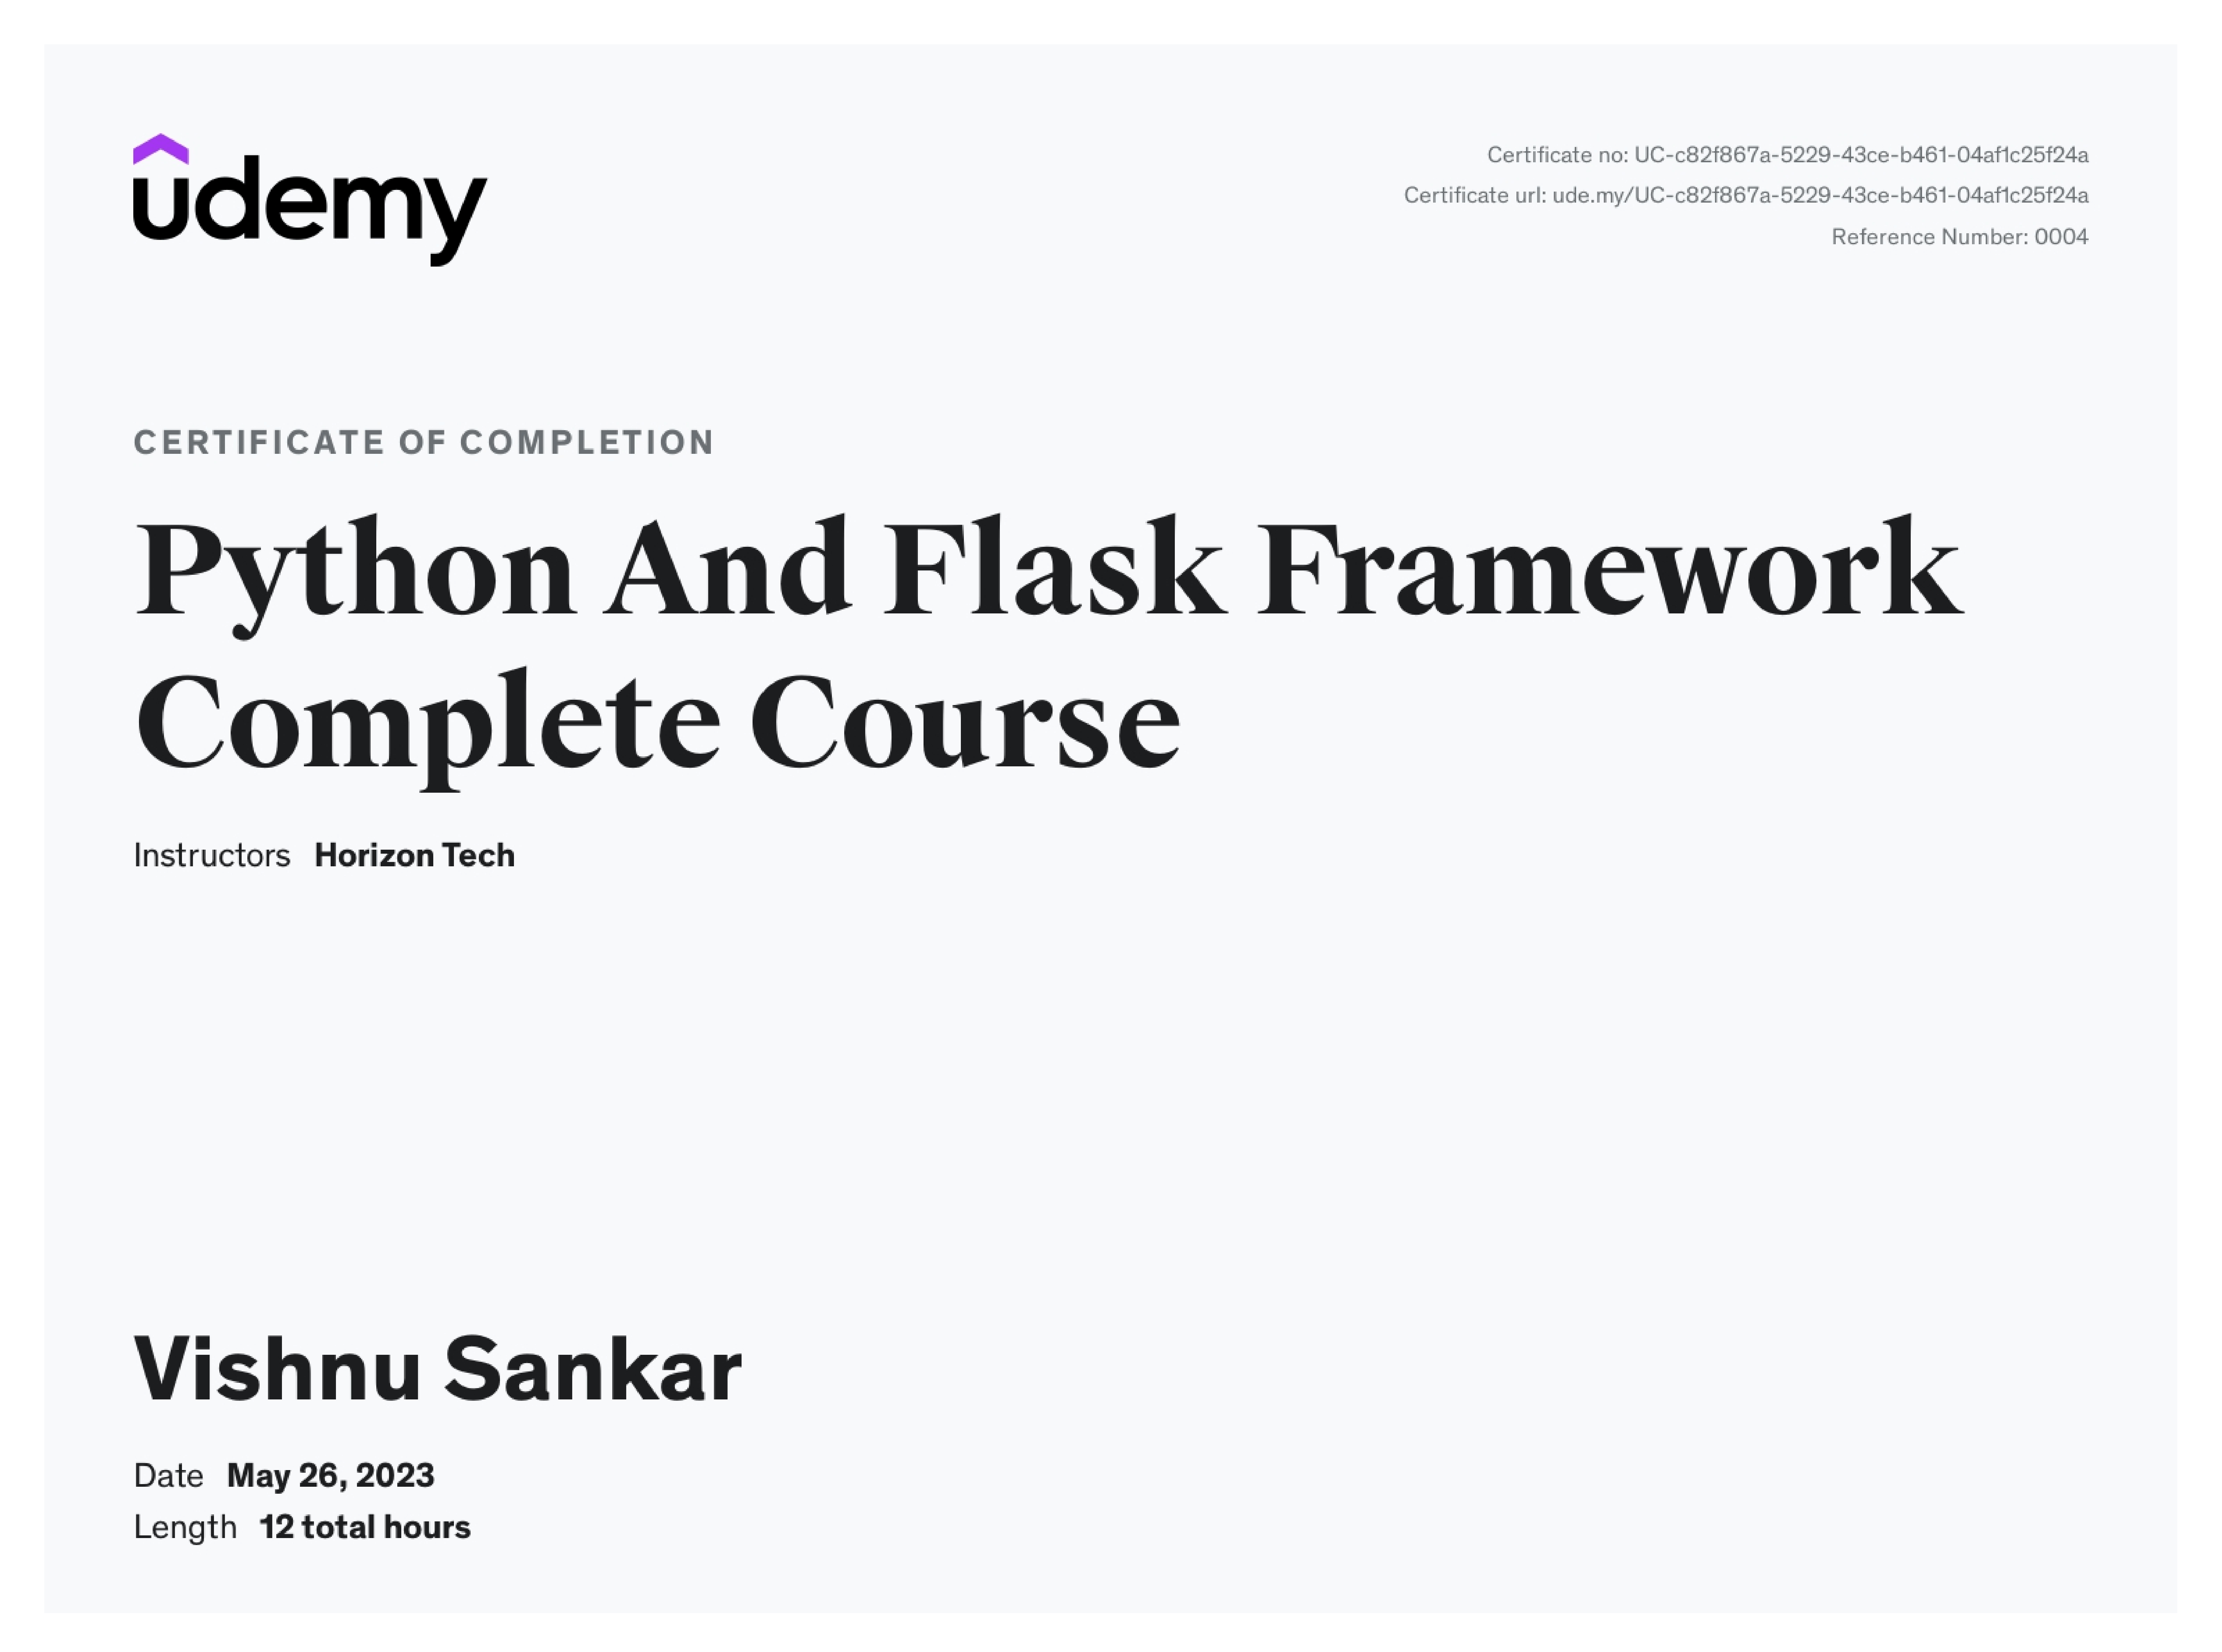 udemy
Certificate no: UC-c82f867a-5229-43ce-b461-04af1c25f24a
Certificate url: ude.my/UC-c82f867a-5229-43ce-b461-04af1c25f24a
Reference Number: 0004
CERTIFICATE OF COMPLETION
Python And Flask Framework
Complete Course
Instructors Horizon Tech
Vishnu Sankar
Date May 26, 2023
Length 12 total hours